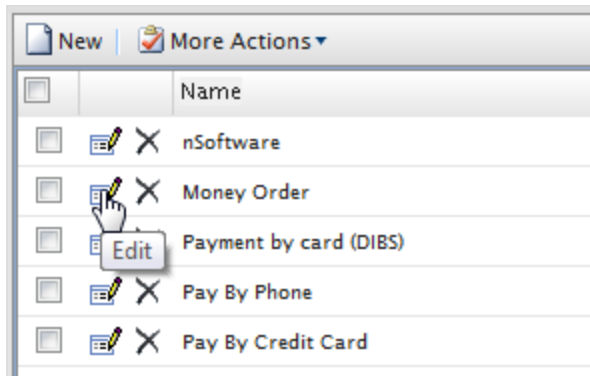 New More Actions
Name
nSoftware
Money Order
Payment by card (DIBS)
Edit
Pay By Phone
Pay By Credit Card